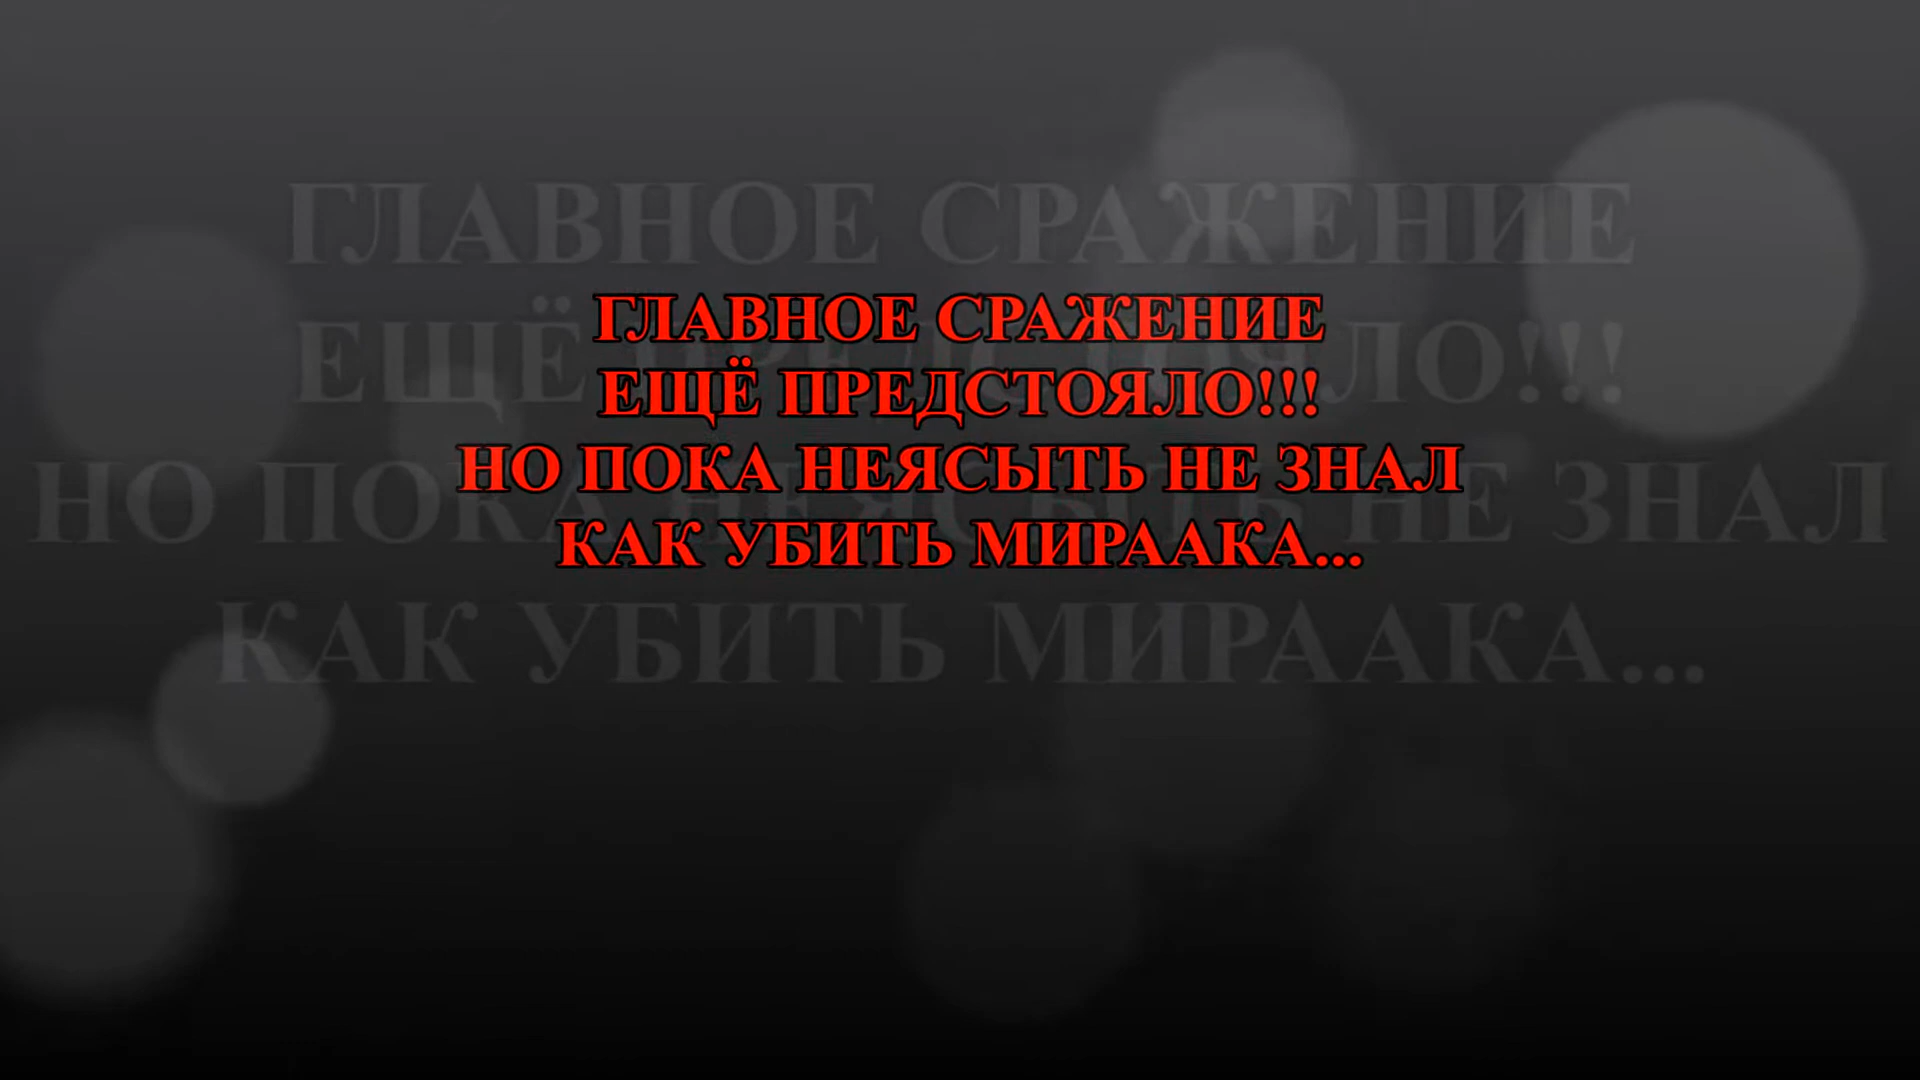 ГЛАВНОЕ СРАЖЕНИЕ
ЕЩЁ ПРЕДСТОЯЛО!!!
НО ПОКА НЕЯСЫТЬ НЕ ЗНАЛ
КАК УБИТЬ МИРААКА...